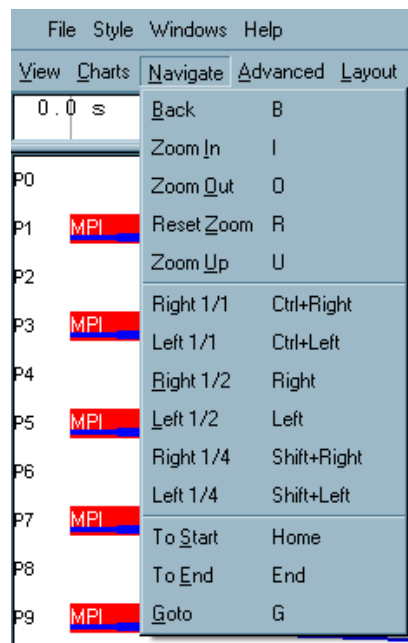 File Style Windows Help
View Charts Navigate Advanced Layout
0.0 s
Back B
Zoom In I
Zoom Out O
Reset Zoom R
Zoom Up U
Right 1/1 Ctrl+Right
Left 1/1 Ctrl+Left
Right 1/2 Right
Left 1/2 Left
Right 1/4 Shift+Right
Left 1/4 Shift+Left
To Start Home
To End End
Goto G
P0
P1 MPI
P2
P3 MPI
P4
P5 MPI
P6
P7 MPI
P8
P9 MPI